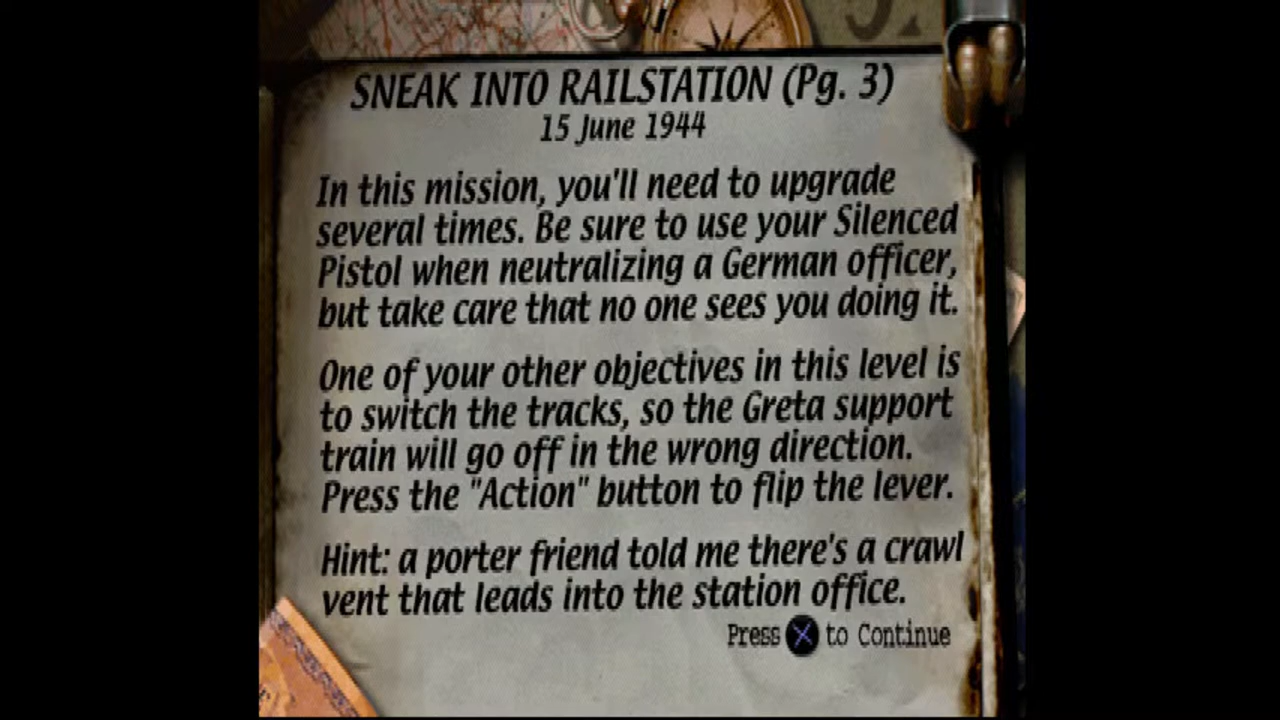 SNEAK INTO RAILSTATION (Pg. 3)
15 June 1944
In this mission, you'll need to upgrade
several times. Be sure to use your Silenced
Pistol when neutralizing a German officer,
but take care that no one sees you doing it.
One of your other objectives in this level is
to switch the tracks, so the Greta support
train will go off in the wrong direction.
Press the "Action" button to flip the lever.
Hint: a porter friend told me there's a crawl
vent that leads into the station office.
Press X to Continue